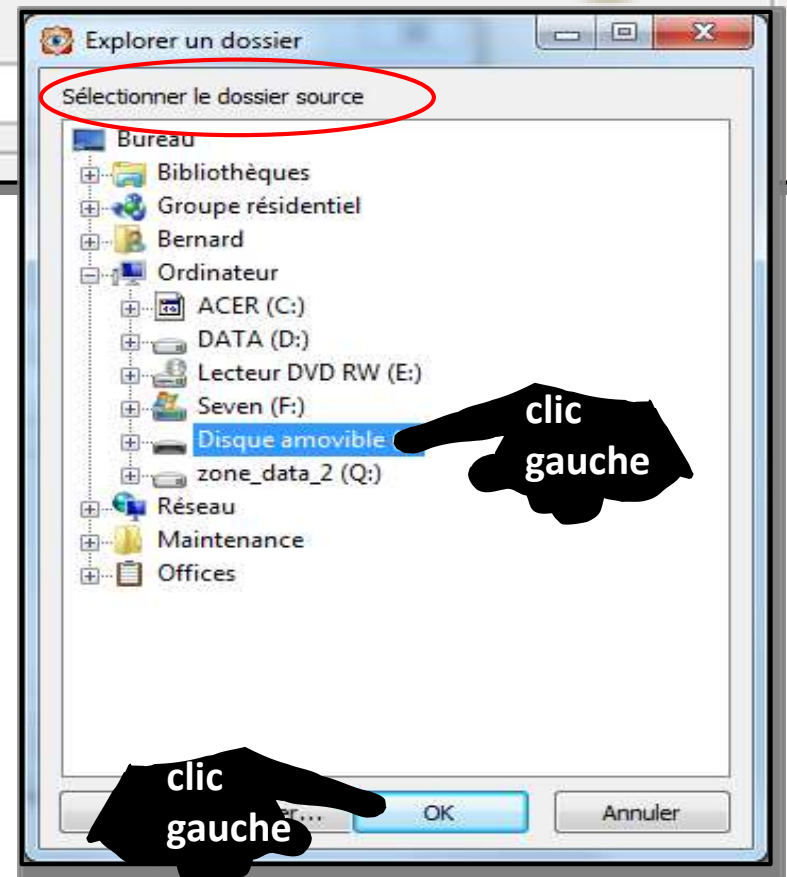 Explorer un dossier
Sélectionner le dossier source
Bureau
Bibliothèques
Groupe résidentiel
Bernard
Ordinateur
ACER (C:)
DATA (D:)
Lecteur DVD RW (E:)
Seven (F:)
clic
gauche
Disque amovible
zone_data_2 (Q:)
Réseau
Maintenance
Offices
clic
gauche
OK
Annuler